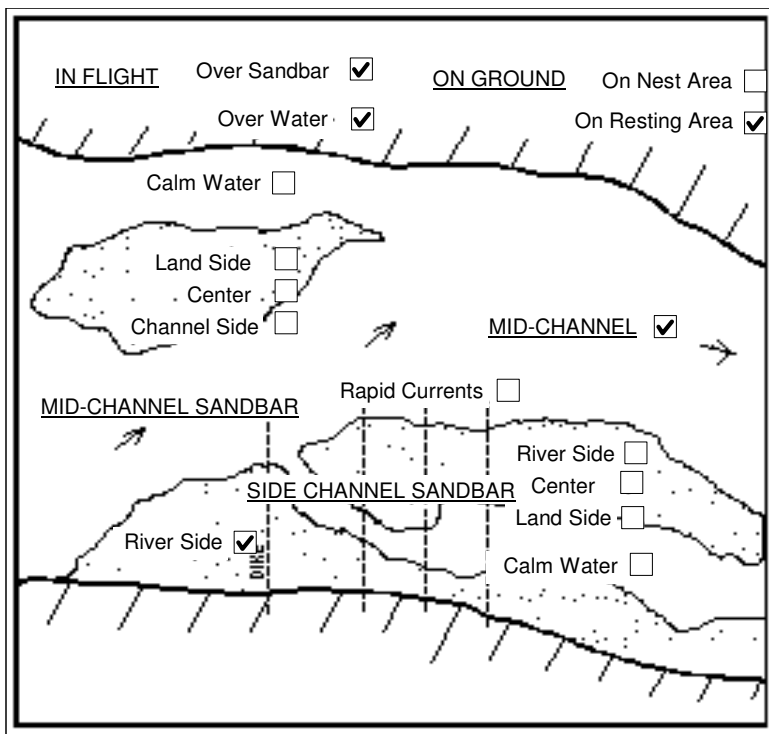 IN FLIGHT Over Sandbar ON GROUND On Nest Area
Over Water On Resting Area
Calm Water
Land Side
Center
Channel Side
MID-CHANNEL
Rapid Currents
MID-CHANNEL SANDBAR
River Side
SIDE CHANNEL SANDBAR Center
Land Side
River Side
DIKE
Calm Water